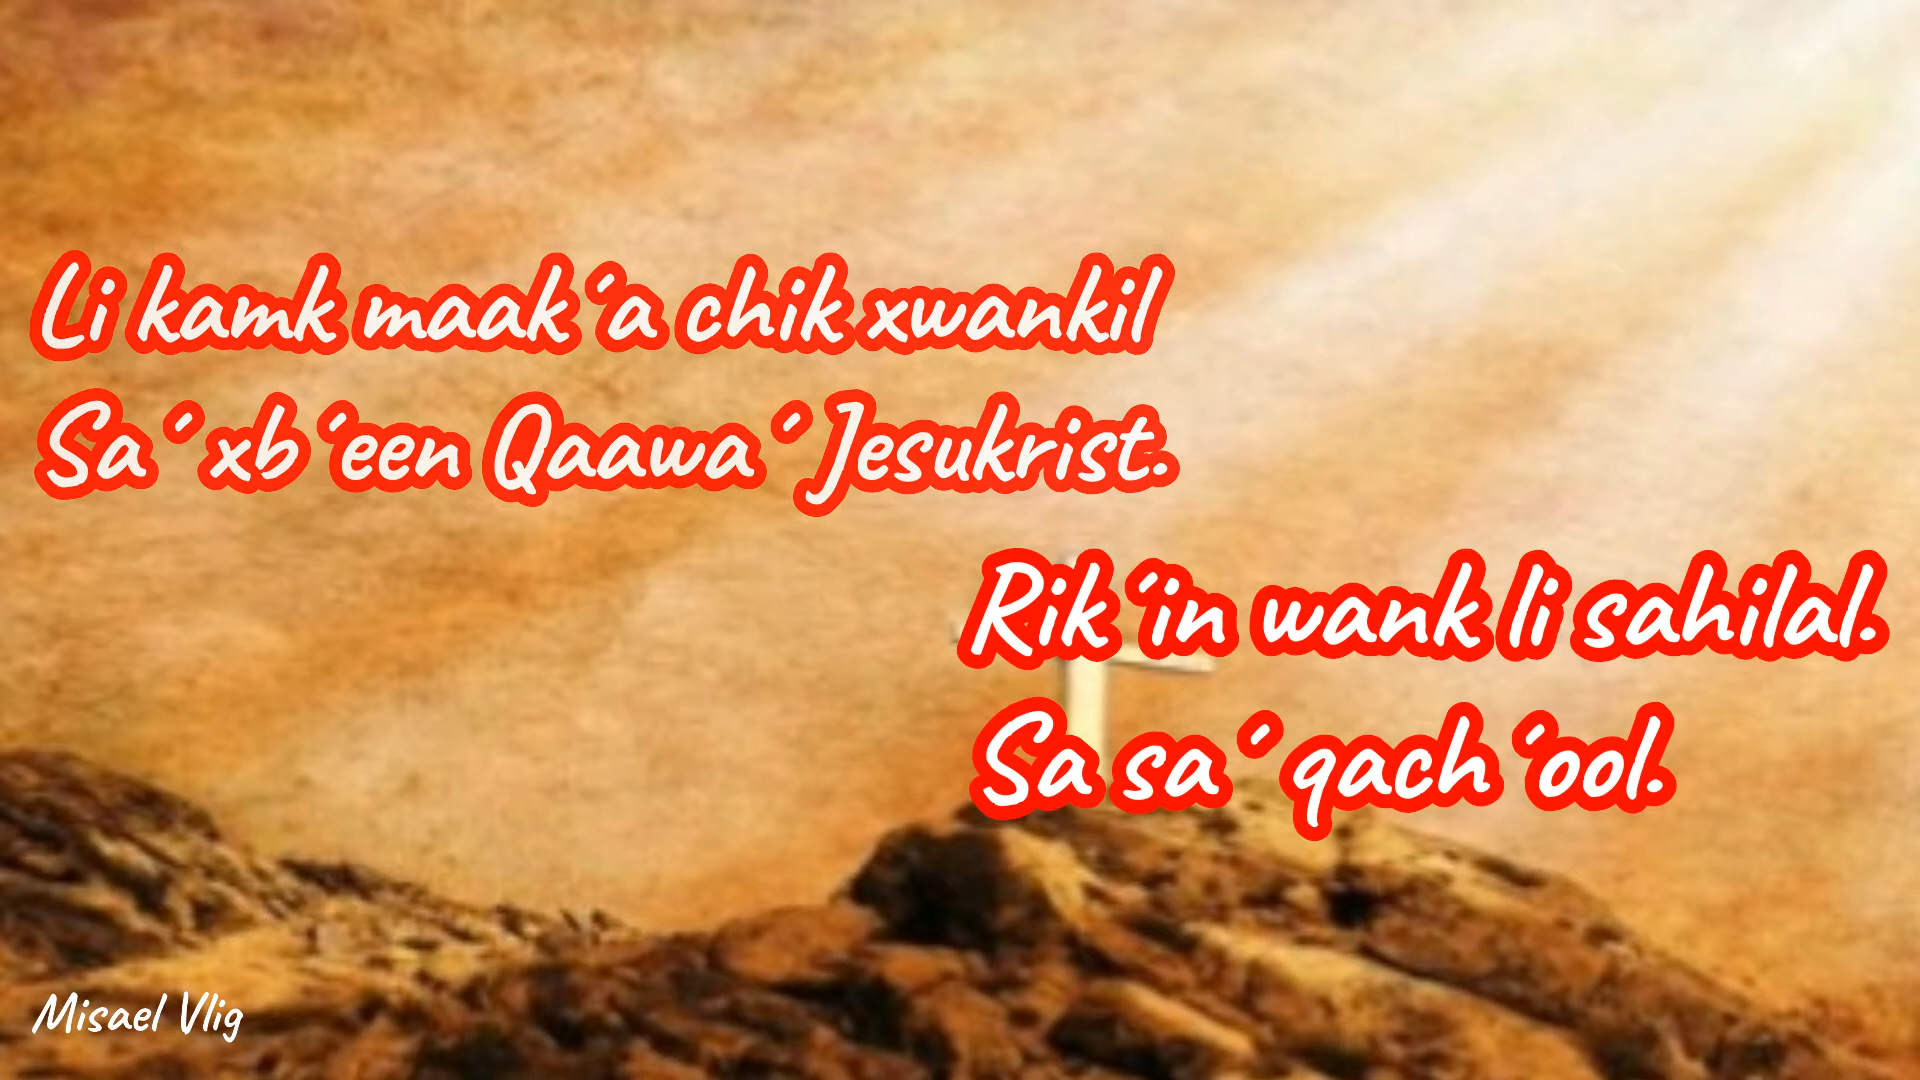 Li kamk maak´a chik xwankil
Sa´ xb´een Qaawa´ Jesukrist.
Rik´in wank li sahilal.
Sa sa´ qach´ool.
Misael Vlig